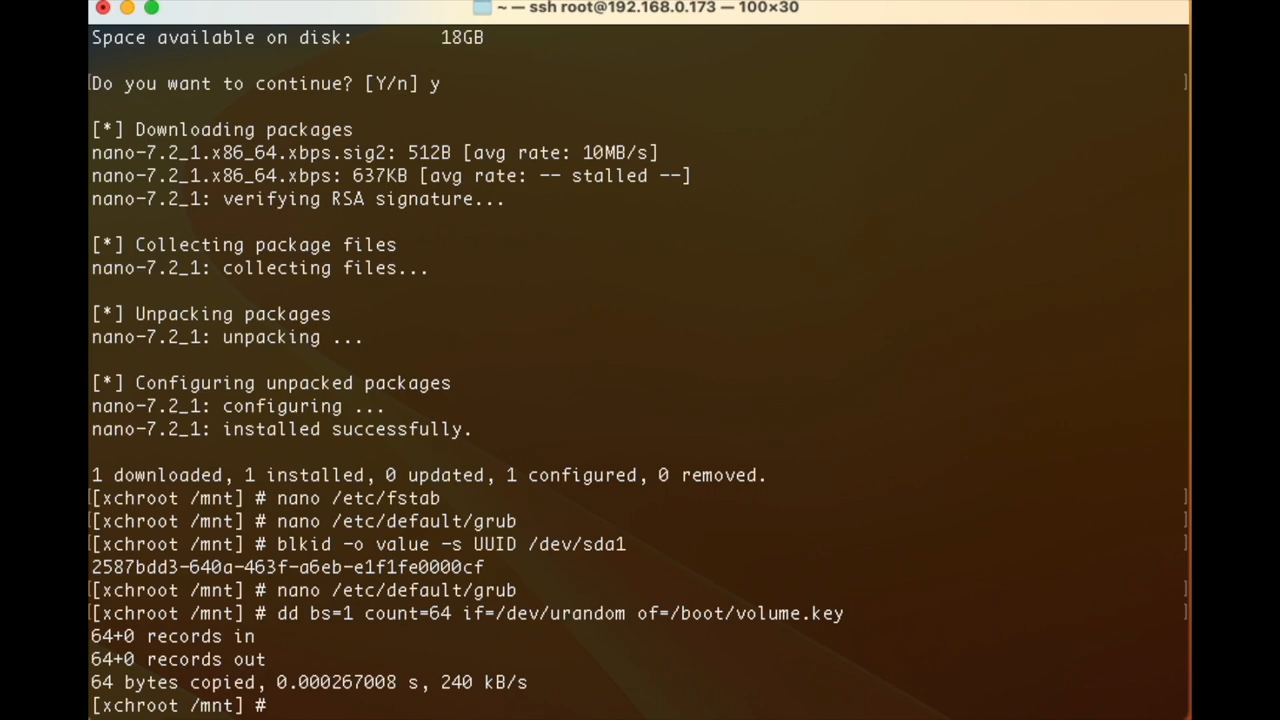 ~ — ssh root@192.168.0.173 — 100×30
Space available on disk:        18GB
Do you want to continue? [Y/n] y
[*] Downloading packages
nano-7.2_1.x86_64.xbps.sig2: 512B [avg rate: 10MB/s]
nano-7.2_1.x86_64.xbps: 637KB [avg rate: -- stalled --]
nano-7.2_1: verifying RSA signature...
[*] Collecting package files
nano-7.2_1: collecting files...
[*] Unpacking packages
nano-7.2_1: unpacking ...
[*] Configuring unpacked packages
nano-7.2_1: configuring ...
nano-7.2_1: installed successfully.
1 downloaded, 1 installed, 0 updated, 1 configured, 0 removed.
[xchroot /mnt] # nano /etc/fstab
[xchroot /mnt] # nano /etc/default/grub
[xchroot /mnt] # blkid -o value -s UUID /dev/sda1
2587bdd3-640a-463f-a6eb-e1f1fe0000cf
[xchroot /mnt] # nano /etc/default/grub
[xchroot /mnt] # dd bs=1 count=64 if=/dev/urandom of=/boot/volume.key
64+0 records in
64+0 records out
64 bytes copied, 0.000267008 s, 240 kB/s
[xchroot /mnt] #